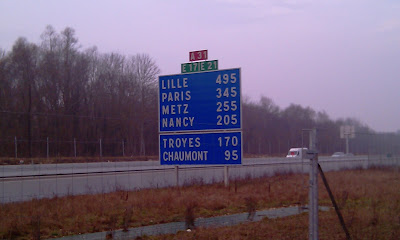 A 31
E 17 E 21
LILLE 495
PARIS 345
METZ 255
NANCY 205
TROYES 170
CHAUMONT 95